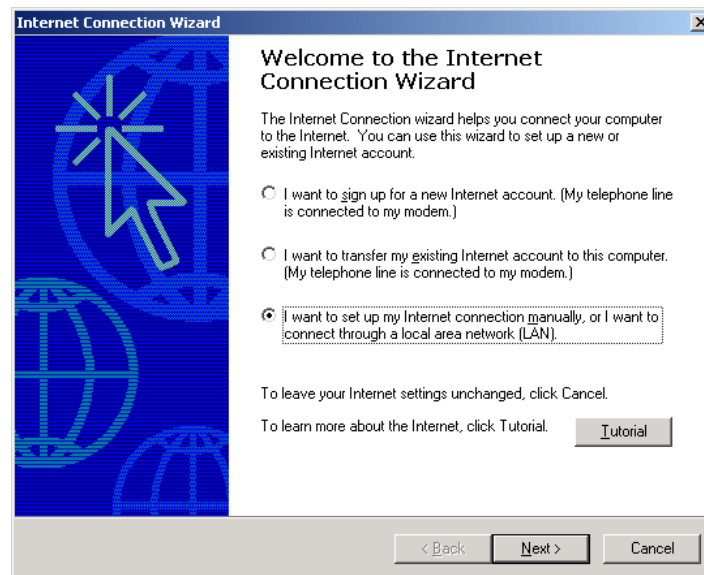 Internet Connection Wizard
Welcome to the Internet
Connection Wizard
The Internet Connection wizard helps you connect your computer
to the Internet. You can use this wizard to set up a new or
existing Internet account.
I want to sign up for a new Internet account. (My telephone line
is connected to my modem.)
I want to transfer my existing Internet account to this computer.
(My telephone line is connected to my modem.)
I want to set up my Internet connection manually, or I want to
connect through a local area network (LAN).
To leave your Internet settings unchanged, click Cancel.
To learn more about the Internet, click Tutorial.
Tutorial
< Back
Next >
Cancel